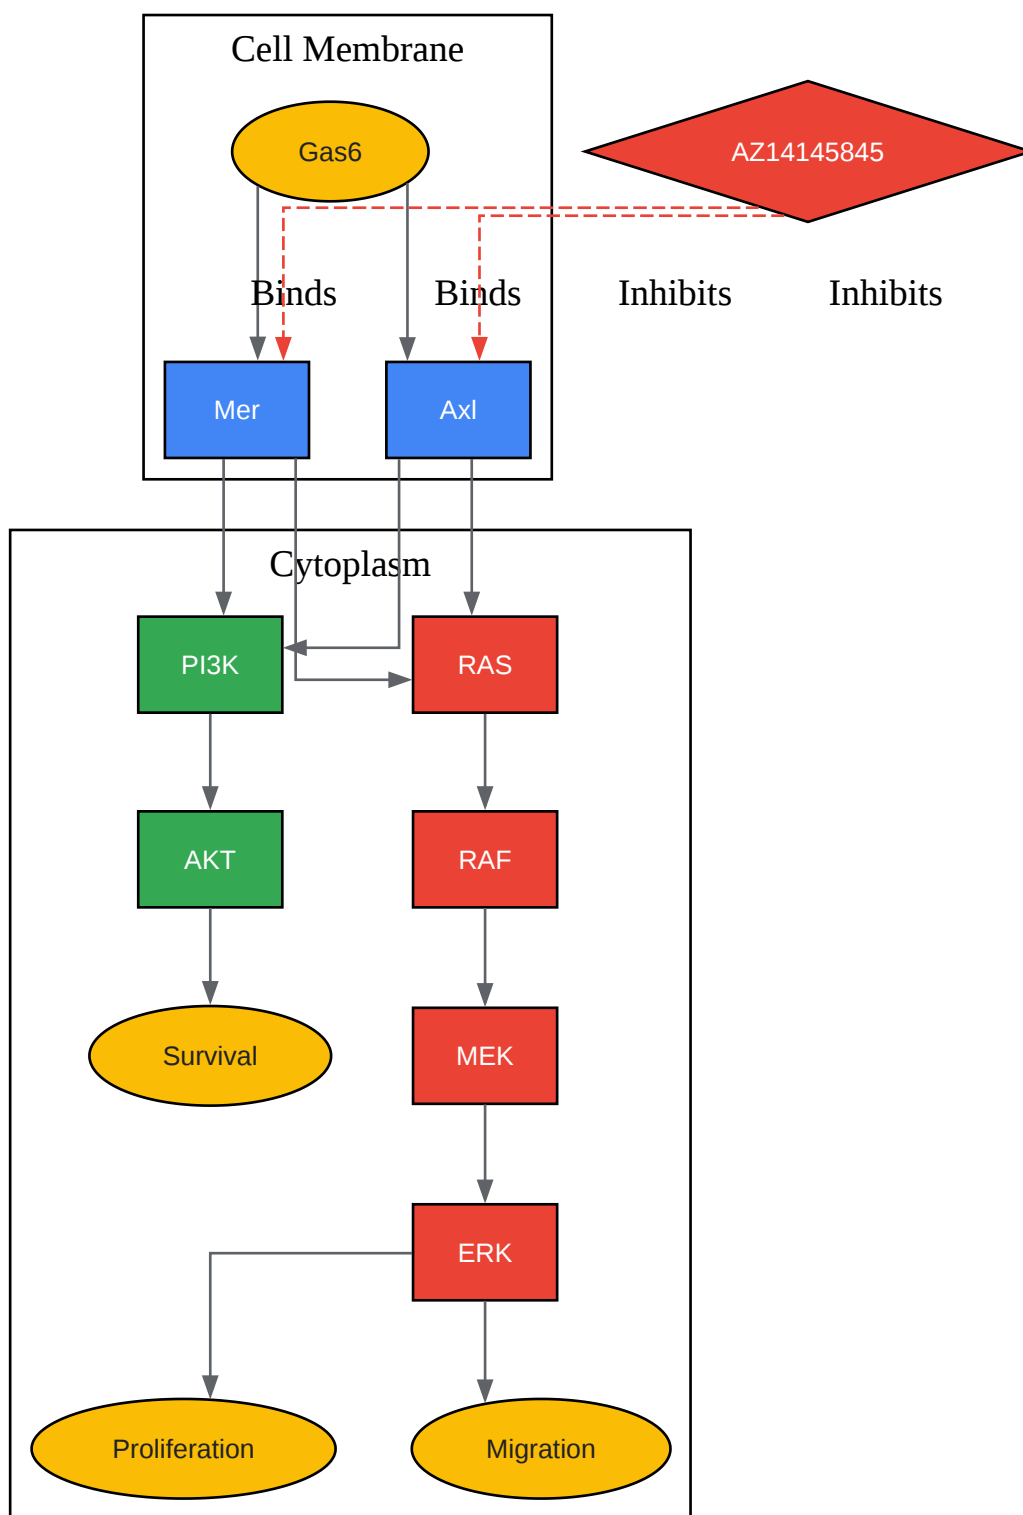 Cell Membrane
Gas6
AZ14145845
Binds
Binds
Inhibits
Inhibits
Mer
Axl
Cytoplasm
PI3K
RAS
AKT
RAF
Survival
MEK
ERK
Proliferation
Migration